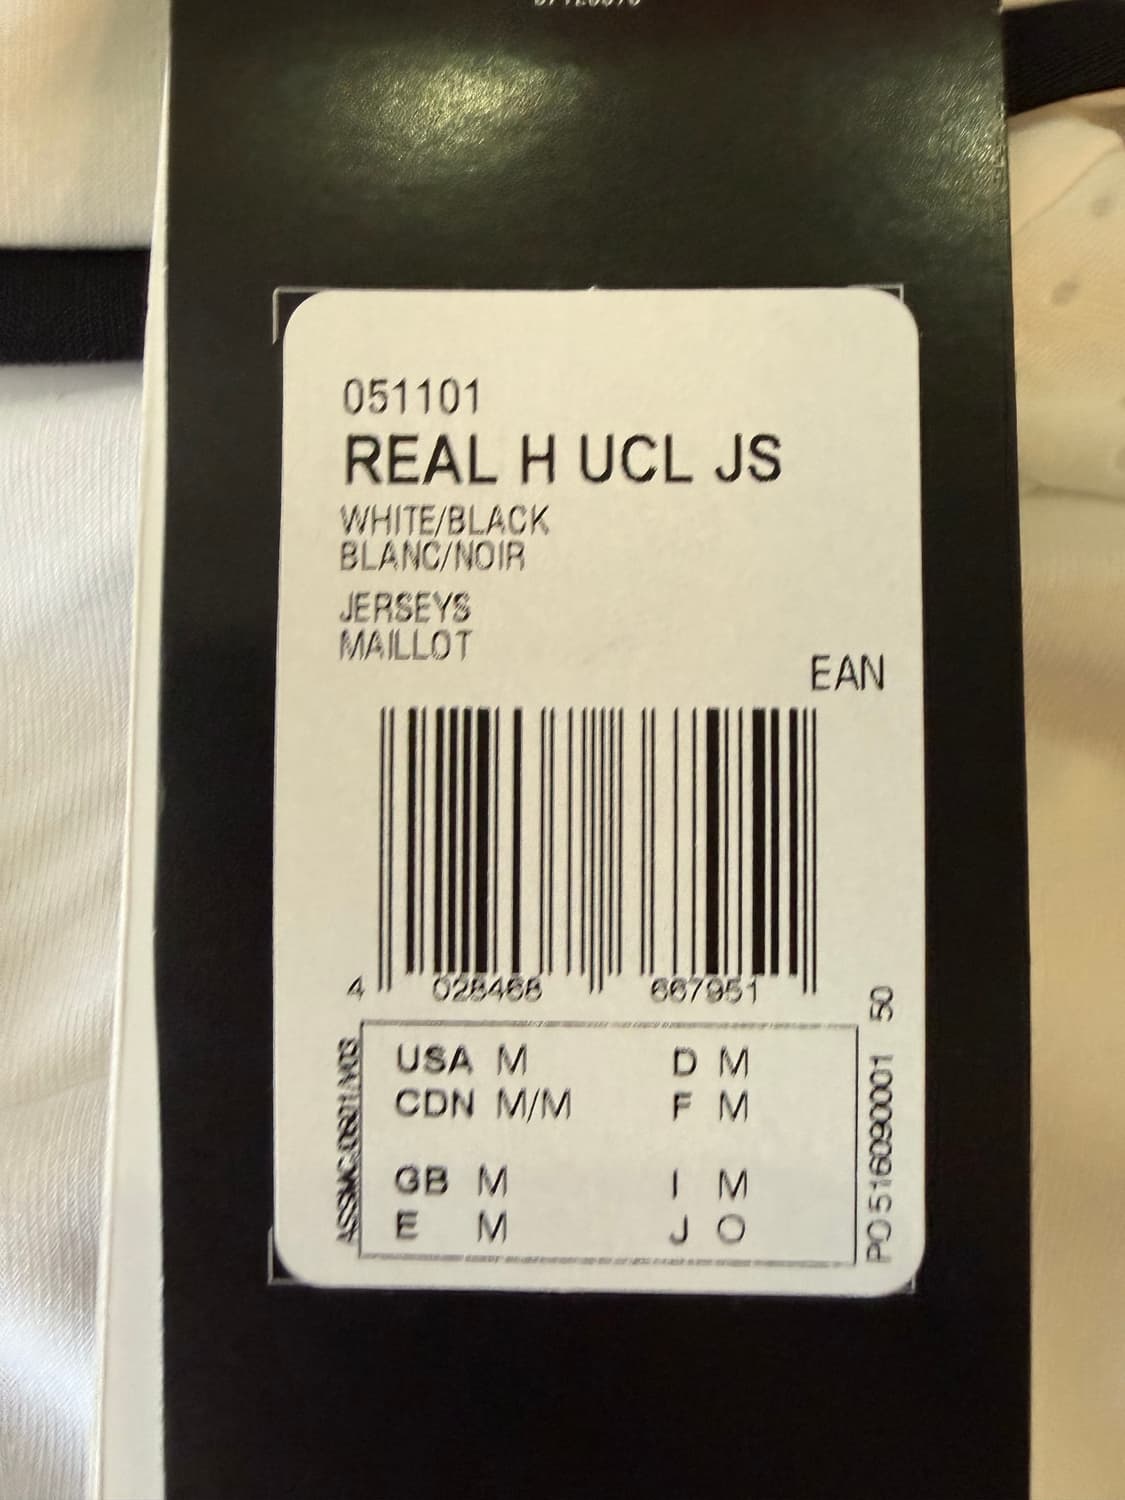 051101
REAL H UCL JS
WHITE/BLACK
BLANC/NOIR
JERSEYS
MAILLOT
EAN
4 028468 667951
USA M D M
CDN M/M F M
GB M I M
E M J O
PO 516090001 50